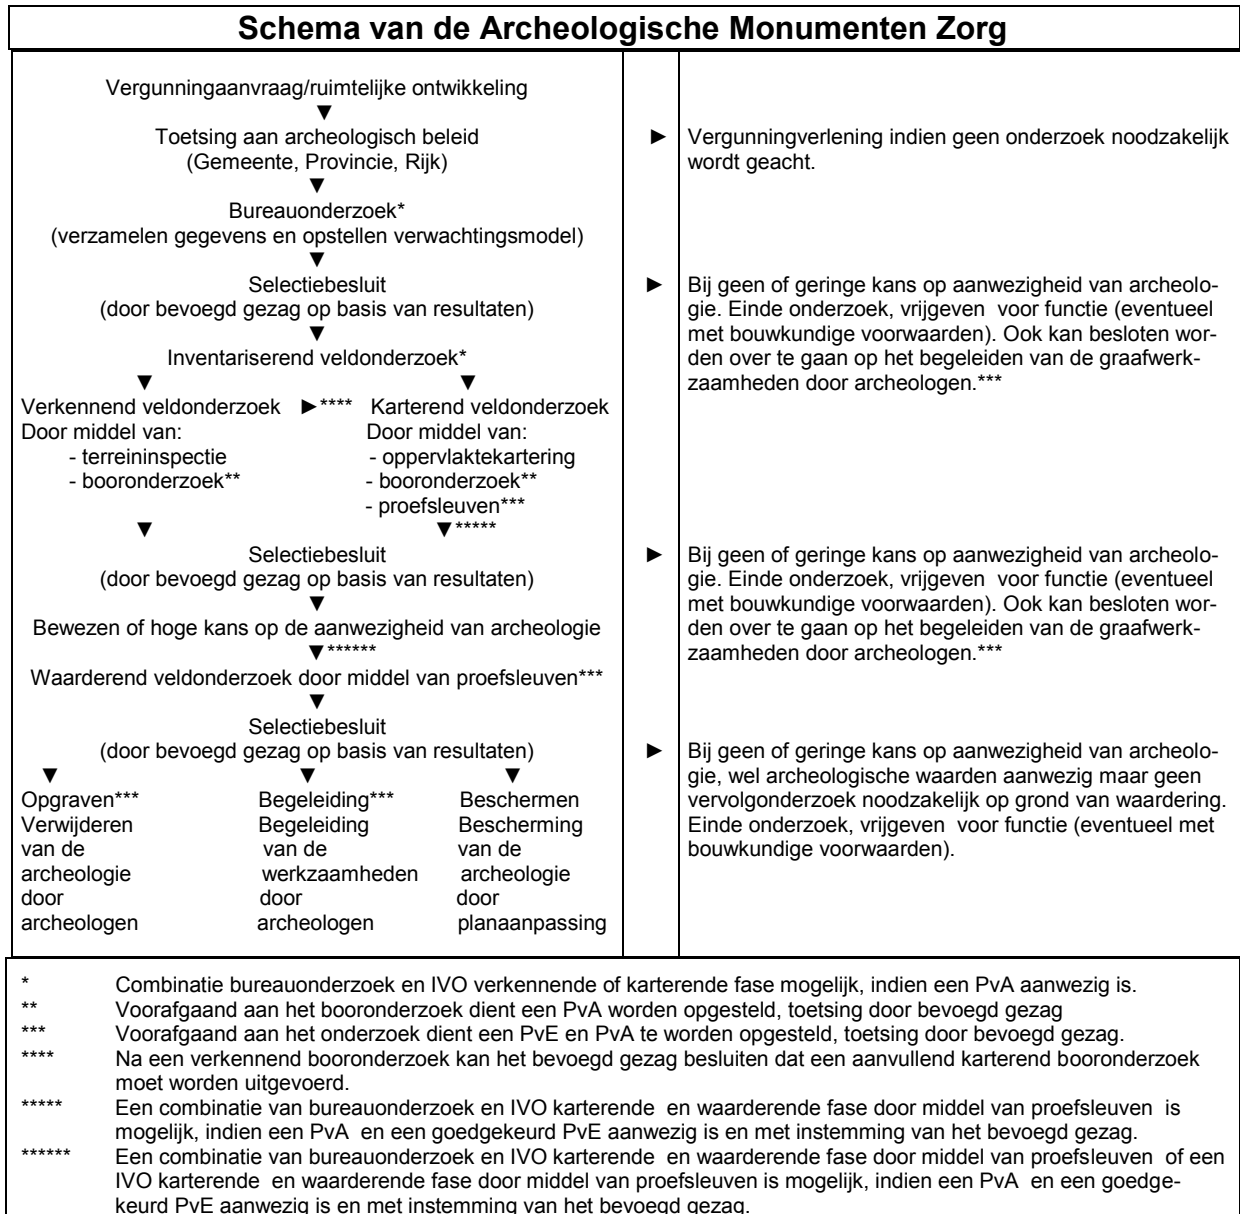 Schema van de Archeologische Monumenten Zorg
Vergunningaanvraag/ruimtelijke ontwikkeling
▼
Toetsing aan archeologisch beleid
(Gemeente, Provincie, Rijk)
► Vergunningverlening indien geen onderzoek noodzakelijk
wordt geacht.
▼
Bureauonderzoek*
(verzamelen gegevens en opstellen verwachtingsmodel)
▼
Selectiebesluit
(door bevoegd gezag op basis van resultaten)
► Bij geen of geringe kans op aanwezigheid van archeolo-
gie. Einde onderzoek, vrijgeven voor functie (eventueel
met bouwkundige voorwaarden). Ook kan besloten wor-
den over te gaan op het begeleiden van de graafwerk-
zaamheden door archeologen.***
▼
Inventariserend veldonderzoek*
▼ ▼
Verkennend veldonderzoek ►**** Karterend veldonderzoek
Door middel van: Door middel van:
- terreininspectie - oppervlaktekartering
- booronderzoek** - booronderzoek**
- proefsleuven***
▼ ▼*****
Selectiebesluit
(door bevoegd gezag op basis van resultaten)
► Bij geen of geringe kans op aanwezigheid van archeolo-
gie. Einde onderzoek, vrijgeven voor functie (eventueel
met bouwkundige voorwaarden). Ook kan besloten wor-
den over te gaan op het begeleiden van de graafwerk-
zaamheden door archeologen.***
▼
Bewezen of hoge kans op de aanwezigheid van archeologie
▼******
Waarderend veldonderzoek door middel van proefsleuven***
▼
Selectiebesluit
(door bevoegd gezag op basis van resultaten)
► Bij geen of geringe kans op aanwezigheid van archeolo-
gie, wel archeologische waarden aanwezig maar geen
vervolgonderzoek noodzakelijk op grond van waardering.
Einde onderzoek, vrijgeven voor functie (eventueel met
bouwkundige voorwaarden).
▼ ▼ ▼
Opgraven*** Begeleiding*** Beschermen
Verwijderen Begeleiding Bescherming
van de van de van de
archeologie werkzaamheden archeologie
door door door
archeologen archeologen planaanpassing
* Combinatie bureauonderzoek en IVO verkennende of karterende fase mogelijk, indien een PvA aanwezig is.
** Voorafgaand aan het booronderzoek dient een PvA worden opgesteld, toetsing door bevoegd gezag
*** Voorafgaand aan het onderzoek dient een PvE en PvA te worden opgesteld, toetsing door bevoegd gezag.
**** Na een verkennend booronderzoek kan het bevoegd gezag besluiten dat een aanvullend karterend booronderzoek
moet worden uitgevoerd.
***** Een combinatie van bureauonderzoek en IVO karterende en waarderende fase door middel van proefsleuven is
mogelijk, indien een PvA en een goedgekeurd PvE aanwezig is en met instemming van het bevoegd gezag.
****** Een combinatie van bureauonderzoek en IVO karterende en waarderende fase door middel van proefsleuven of een
IVO karterende en waarderende fase door middel van proefsleuven is mogelijk, indien een PvA en een goedge-
keurd PvE aanwezig is en met instemming van het bevoegd gezag.